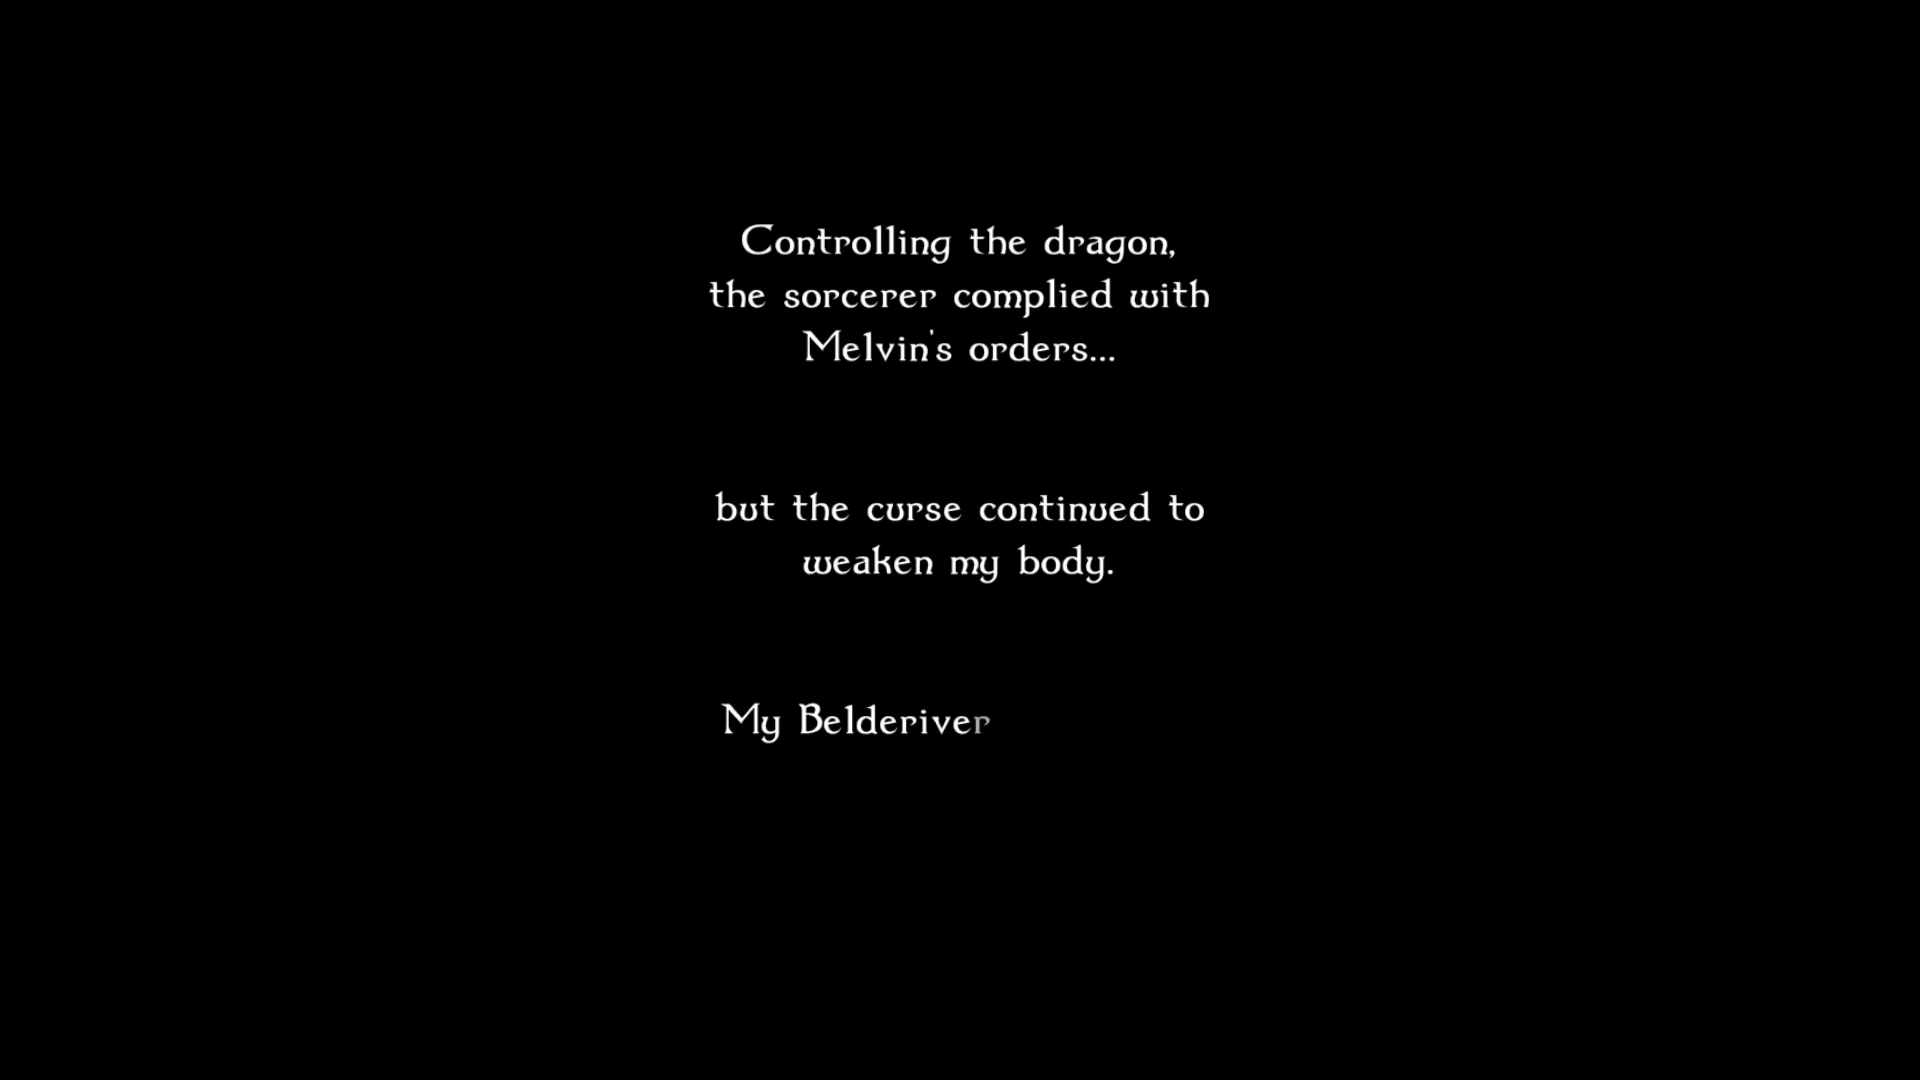 Controlling the dragon,
the sorcerer complied with
Melvin's orders...
but the curse continued to
weaken my body.
My Belderiver